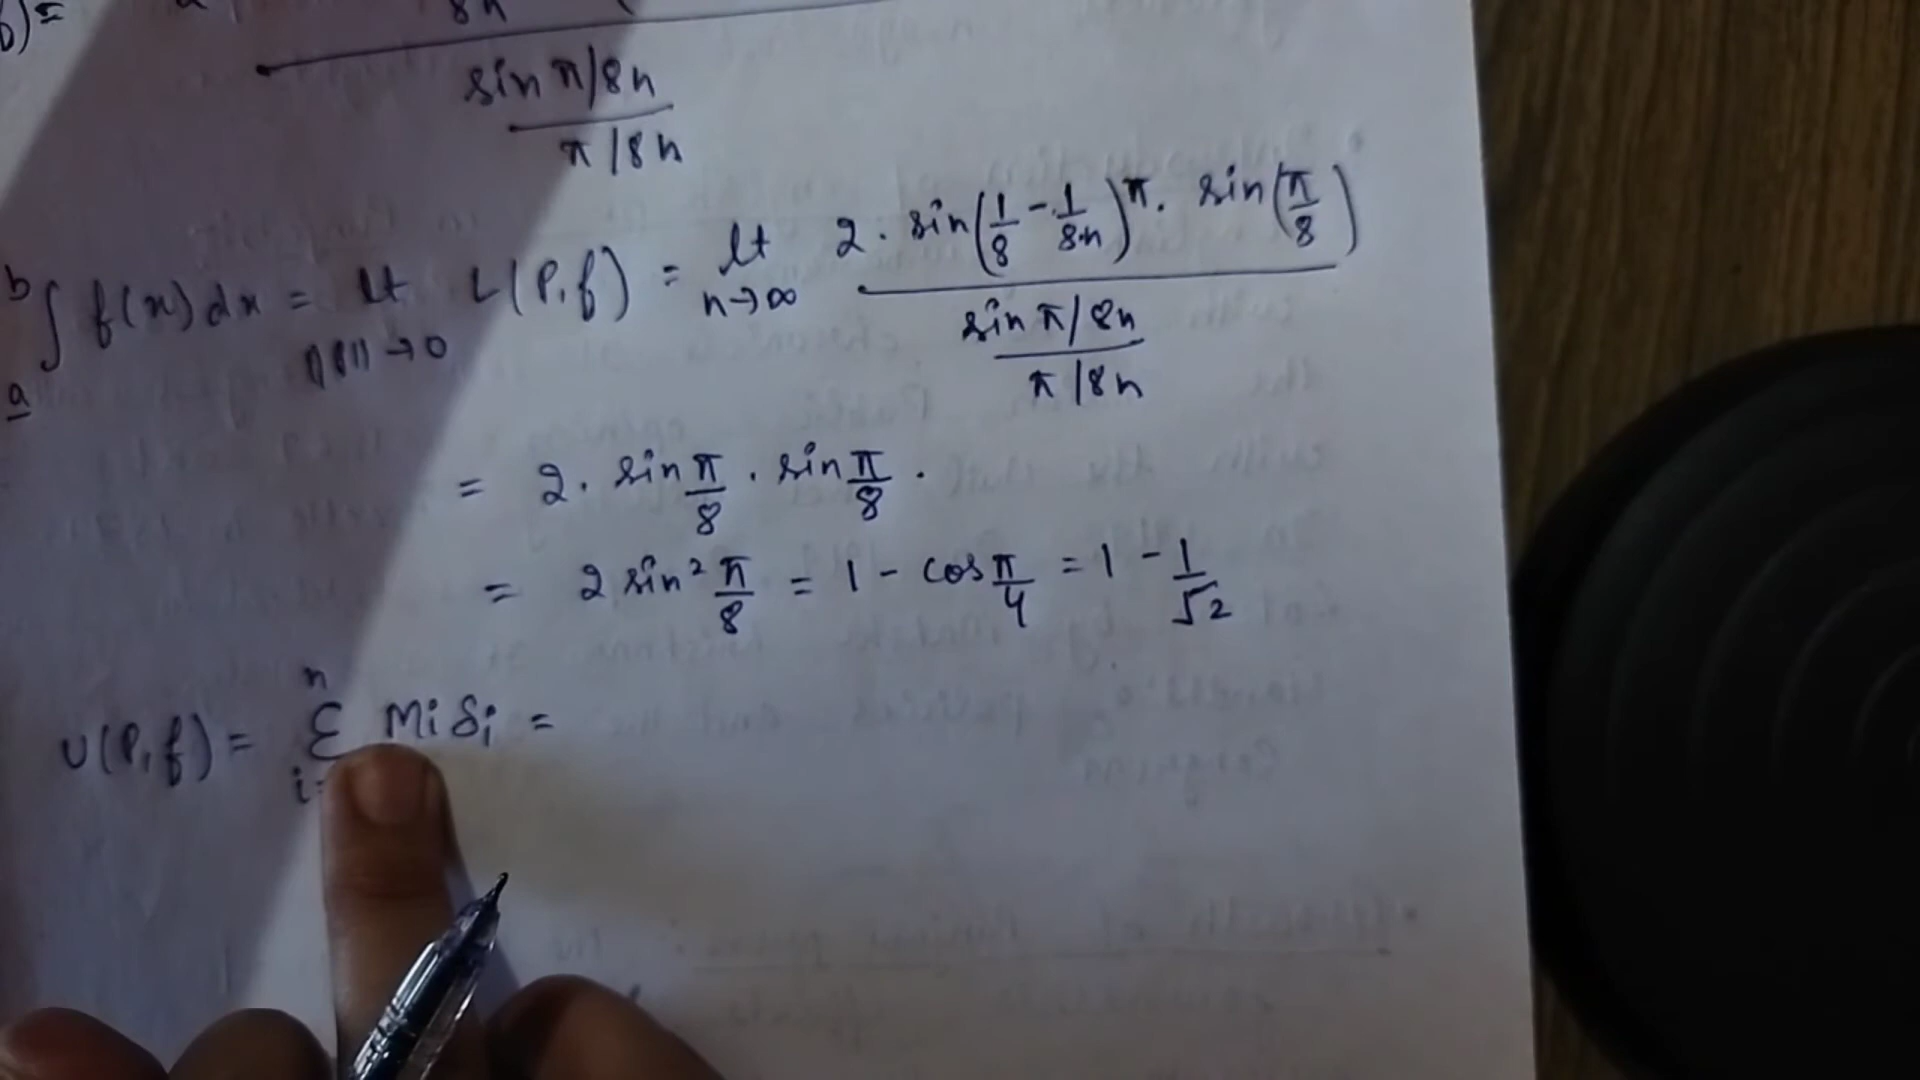 b) =
8n
sin π/8n
π/8n
b∫a f(x)dx = lt ||δ||→0 L(P,f) = lt n→∞ 2 · sin(1/8 - 1/8n)π · sin(π/8)
sin π/8n
π/8n
= 2 · sin π/8 · sin π/8 ·
= 2 sin² π/8 = 1 - cos π/4 = 1 - 1/√2
U(P,f) = n Σ i= Mi δi =